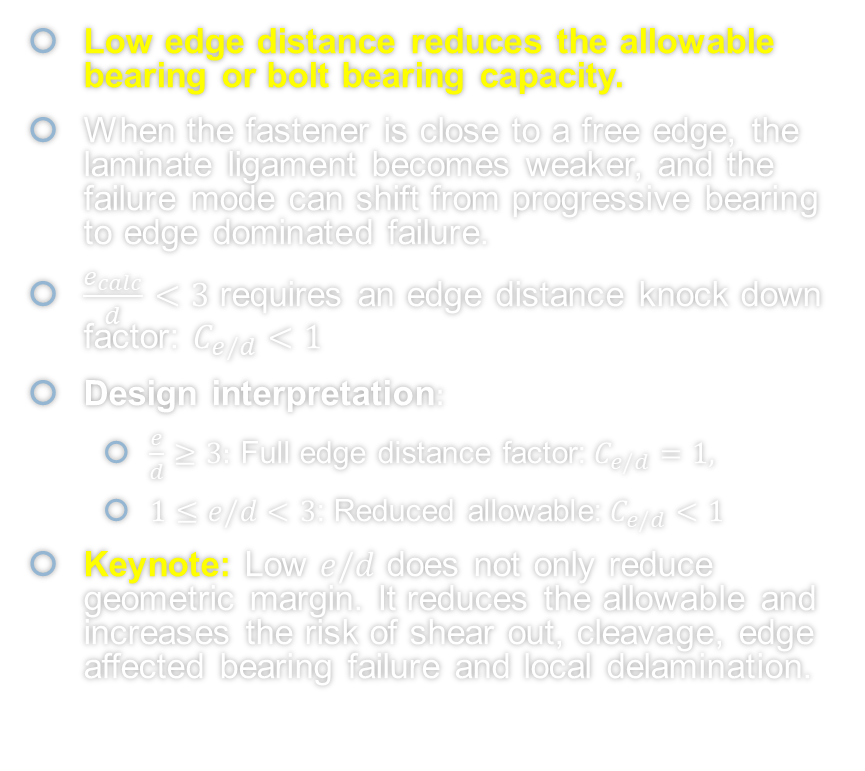 Low edge distance reduces the allowable
bearing or bolt bearing capacity.
When the fastener is close to a free edge, the
laminate ligament becomes weaker, and the
failure mode can shift from progressive bearing
to edge dominated failure.
e_calc/d < 3 requires an edge distance knock down
factor: C_e/d < 1
Design interpretation:
e/d ≥ 3: Full edge distance factor: C_e/d = 1,
1 ≤ e/d < 3: Reduced allowable: C_e/d < 1
Keynote: Low e/d does not only reduce
geometric margin. It reduces the allowable and
increases the risk of shear out, cleavage, edge
affected bearing failure and local delamination.